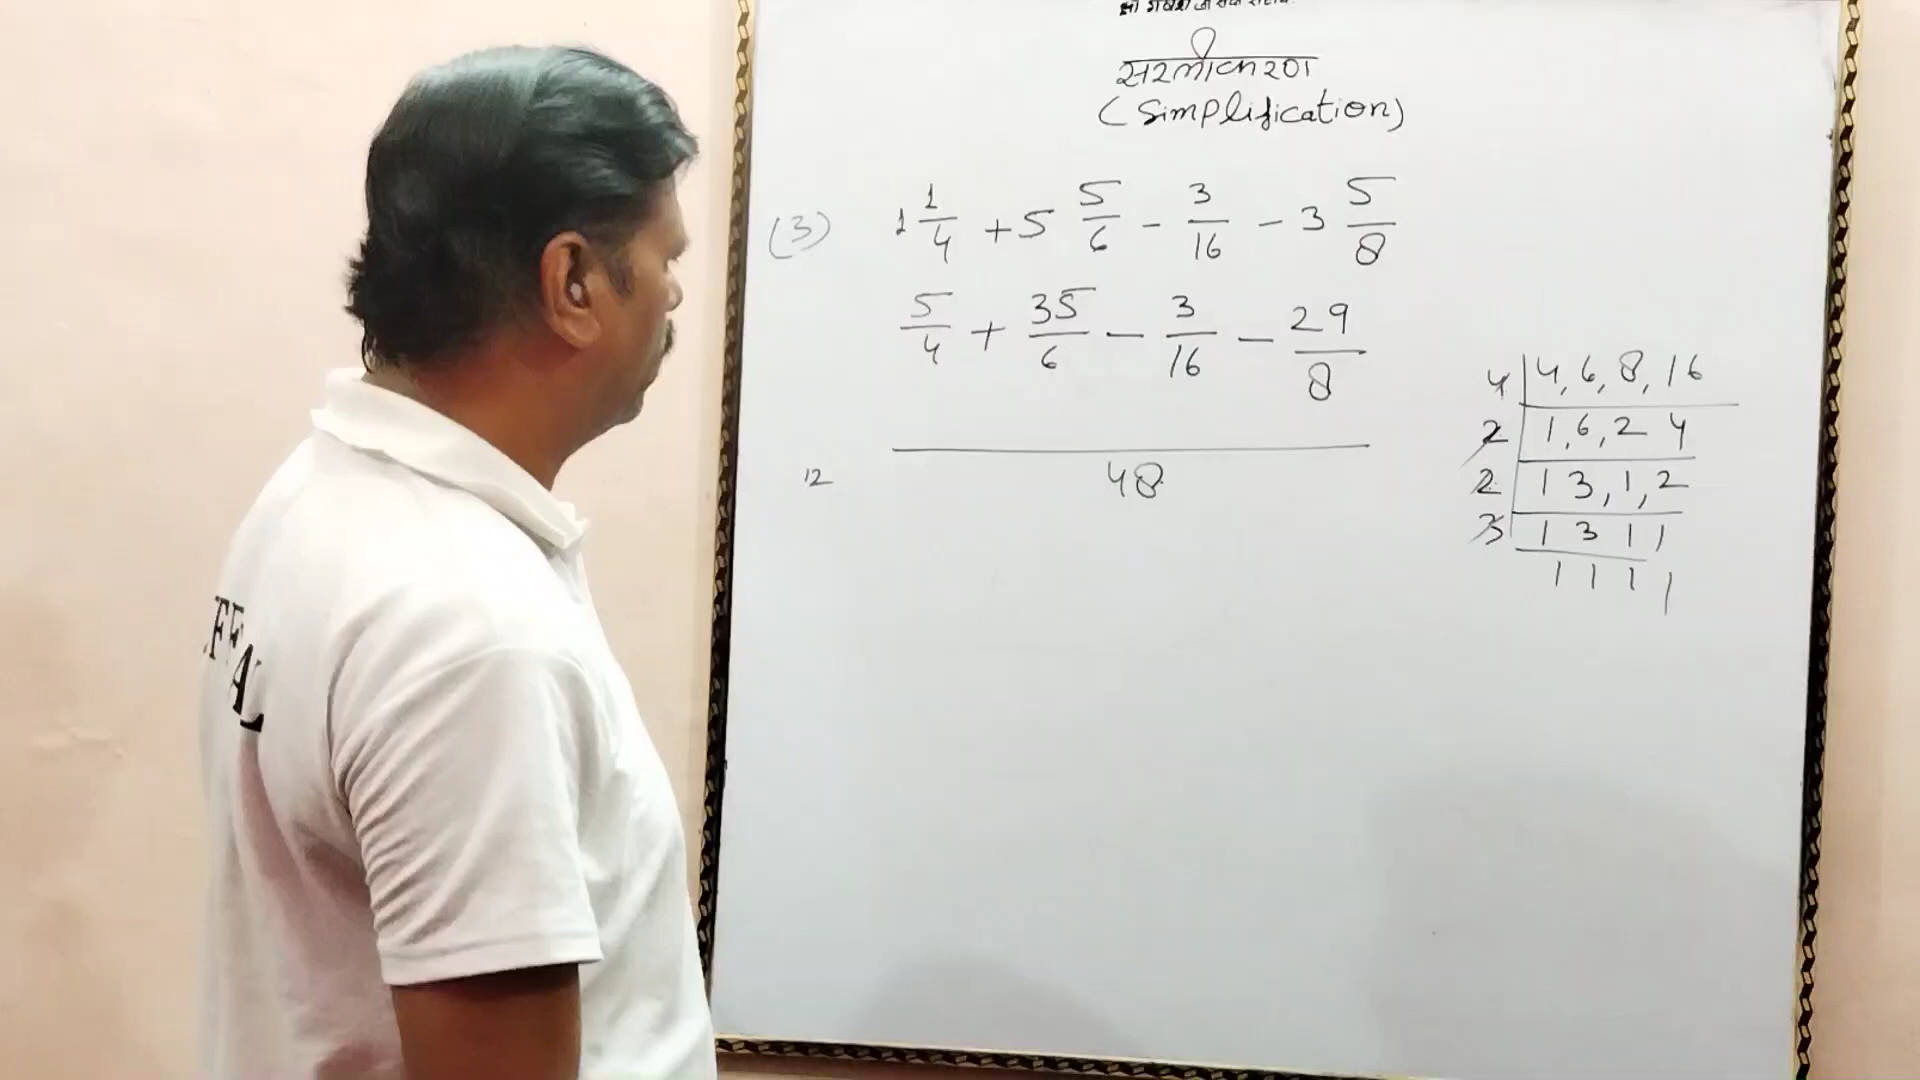 सरलीकरण
(Simplification)
(3) 1 1/4 + 5 5/6 - 3/16 - 3 5/8
5/4 + 35/6 - 3/16 - 29/8
12 48
4 | 4, 6, 8, 16
2 | 1, 6, 2 4
2 | 1 3, 1, 2
3 | 1 3 1 1
1 1 1 1
FFAL